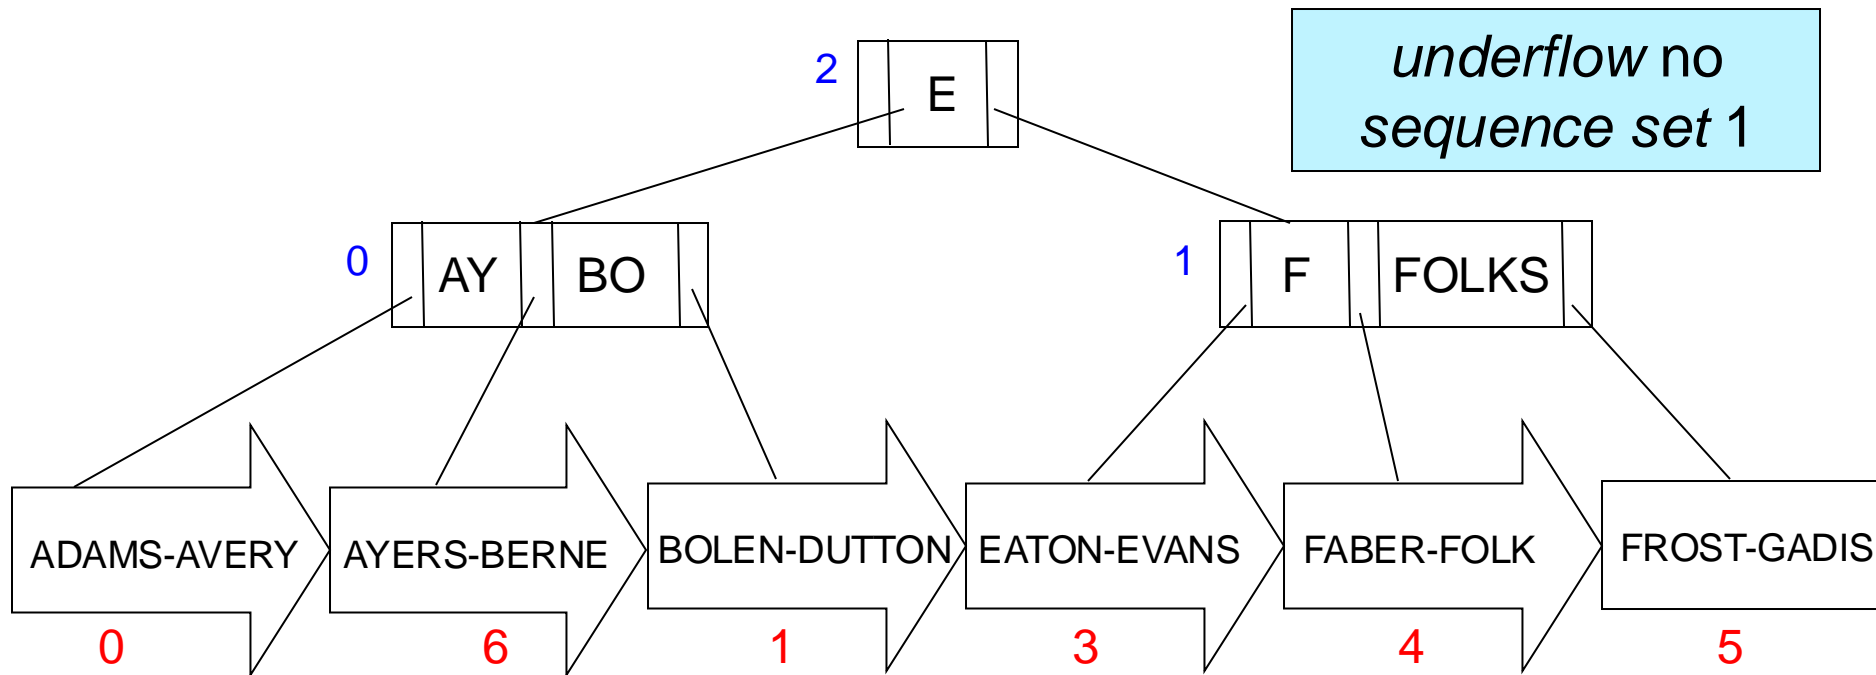 underflow no
sequence set 1
2
E
0
AY BO
1
F FOLKS
ADAMS-AVERY
AYERS-BERNE
BOLEN-DUTTON
EATON-EVANS
FABER-FOLK
FROST-GADIS
0
6
1
3
4
5